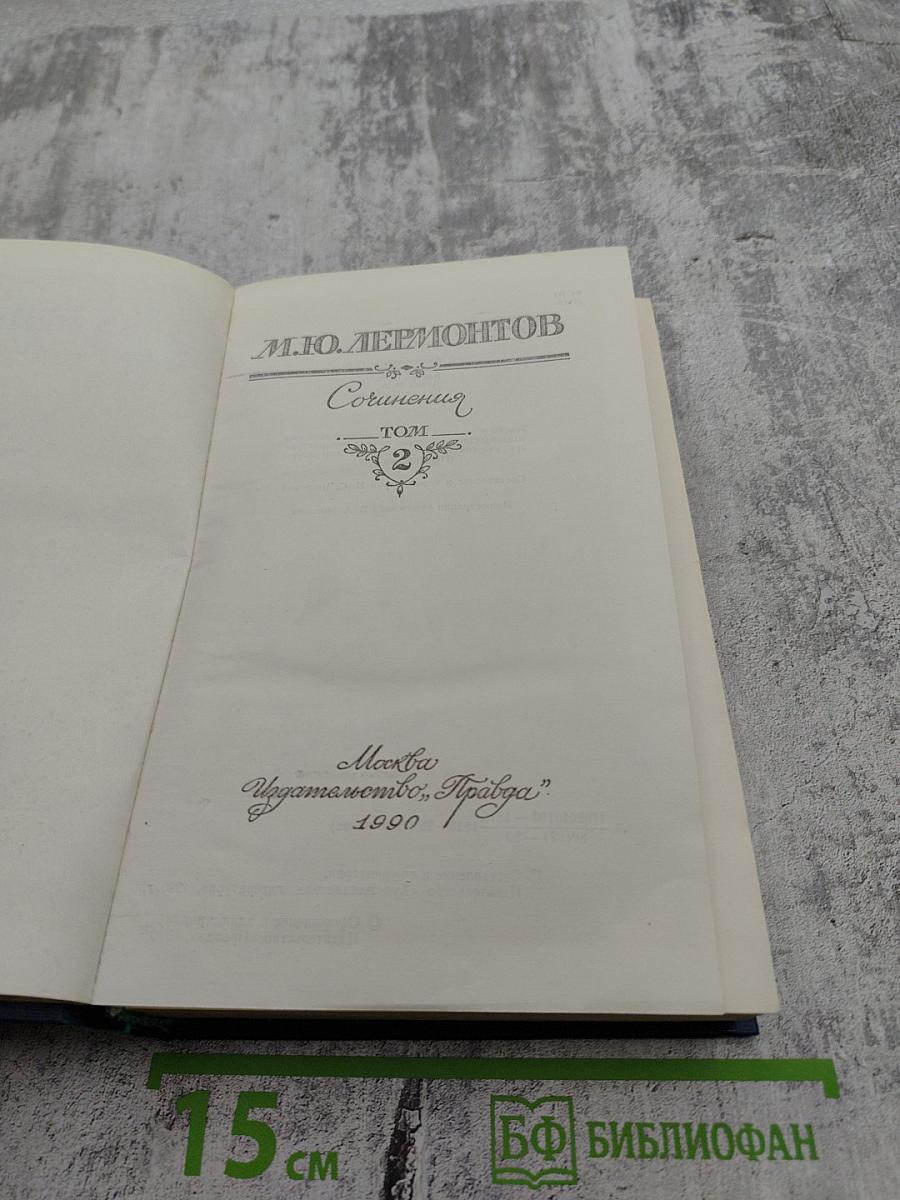 М.Ю. ЛЕРМОНТОВ
Сочинения
ТОМ
2
Москва
Издательство „Правда”
1990
15 см
БФ БИБЛИОФАН